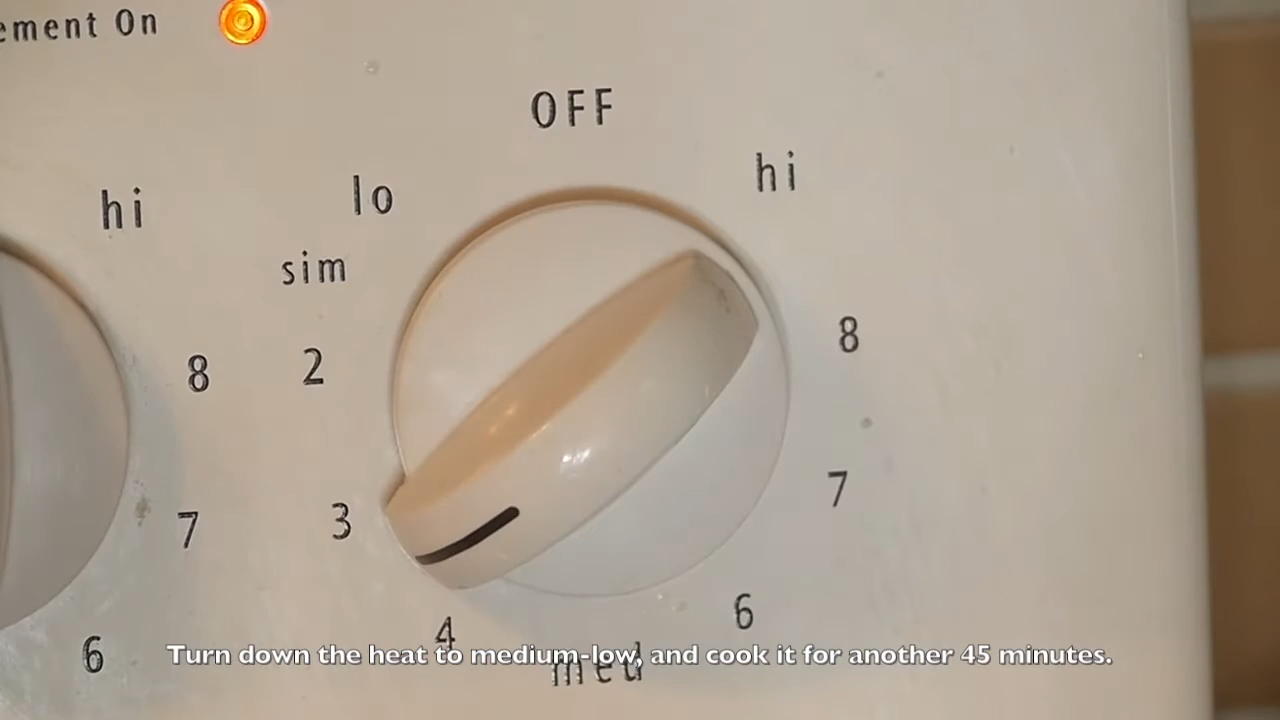 ement On
OFF
hi
lo
hi
sim
8
2
8
3
7
7
4
6
6
med
Turn down the heat to medium-low, and cook it for another 45 minutes.